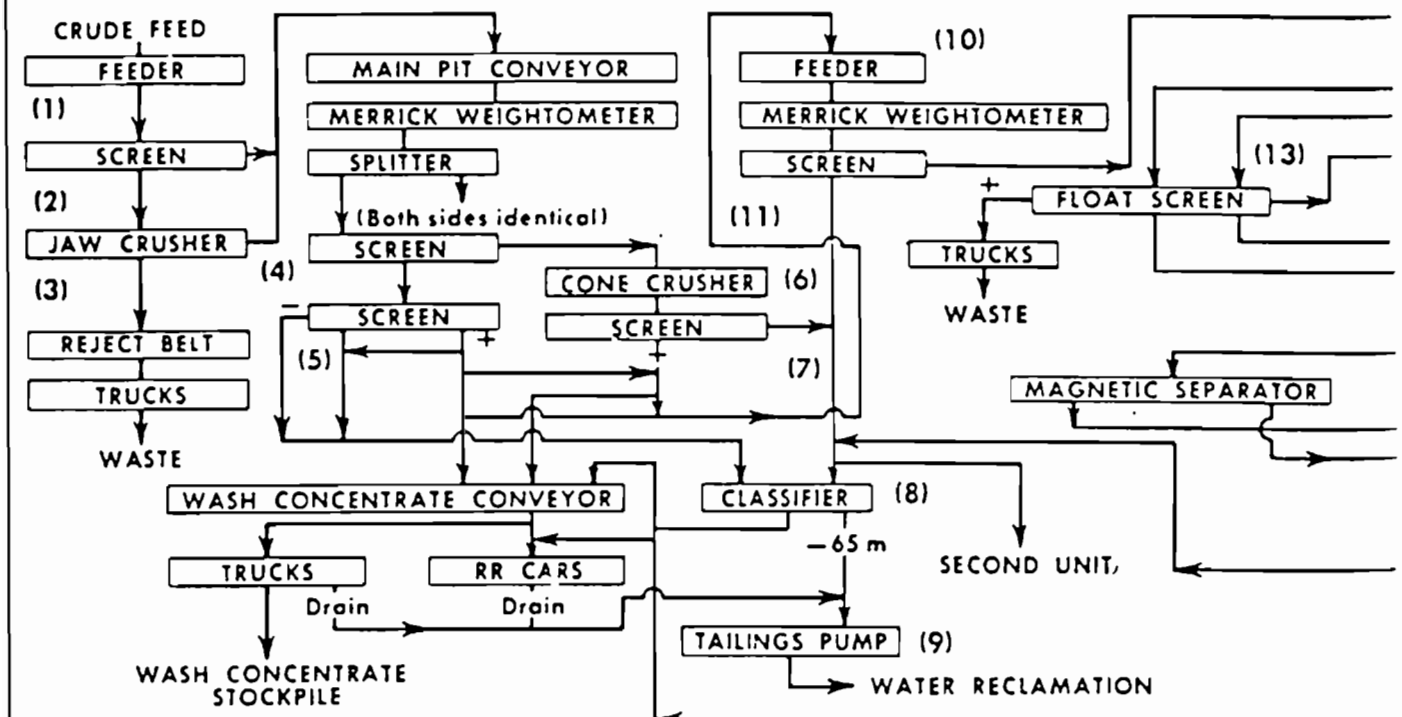 CRUDE FEED
FEEDER
(1)
SCREEN
(2)
JAW CRUSHER
(3)
REJECT BELT
TRUCKS
WASTE
MAIN PIT CONVEYOR
MERRICK WEIGHTOMETER
SPLITTER
(Both sides identical)
SCREEN
(4)
SCREEN
−
+
(5)
CONE CRUSHER
(6)
SCREEN
+
(7)
WASH CONCENTRATE CONVEYOR
CLASSIFIER
(8)
−65 m
TRUCKS
RR CARS
Drain
Drain
WASH CONCENTRATE
STOCKPILE
TAILINGS PUMP
(9)
WATER RECLAMATION
SECOND UNIT,
FEEDER
(10)
MERRICK WEIGHTOMETER
SCREEN
(11)
(13)
+
FLOAT SCREEN
TRUCKS
WASTE
MAGNETIC SEPARATOR